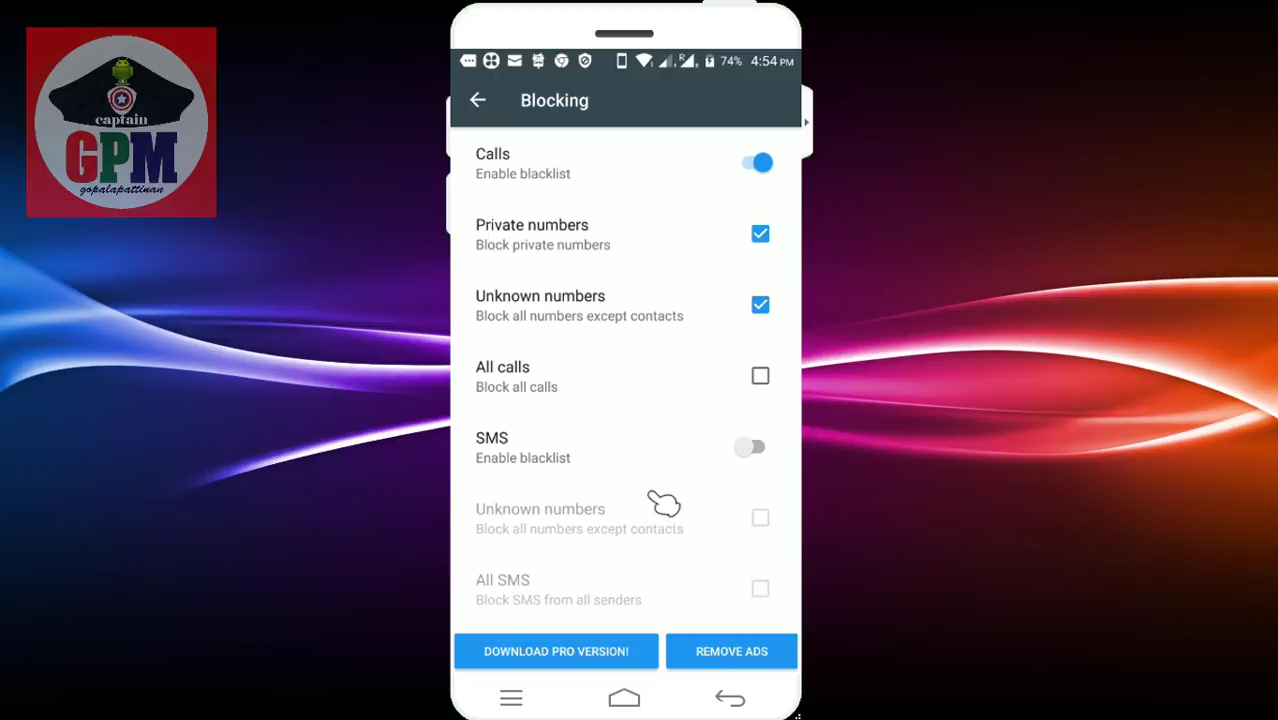 captain
GPM
gopalapattinan
R
74%
4:54 PM
Blocking
Calls
Enable blacklist
Private numbers
Block private numbers
Unknown numbers
Block all numbers except contacts
All calls
Block all calls
SMS
Enable blacklist
Unknown numbers
Block all numbers except contacts
All SMS
Block SMS from all senders
DOWNLOAD PRO VERSION!
REMOVE ADS